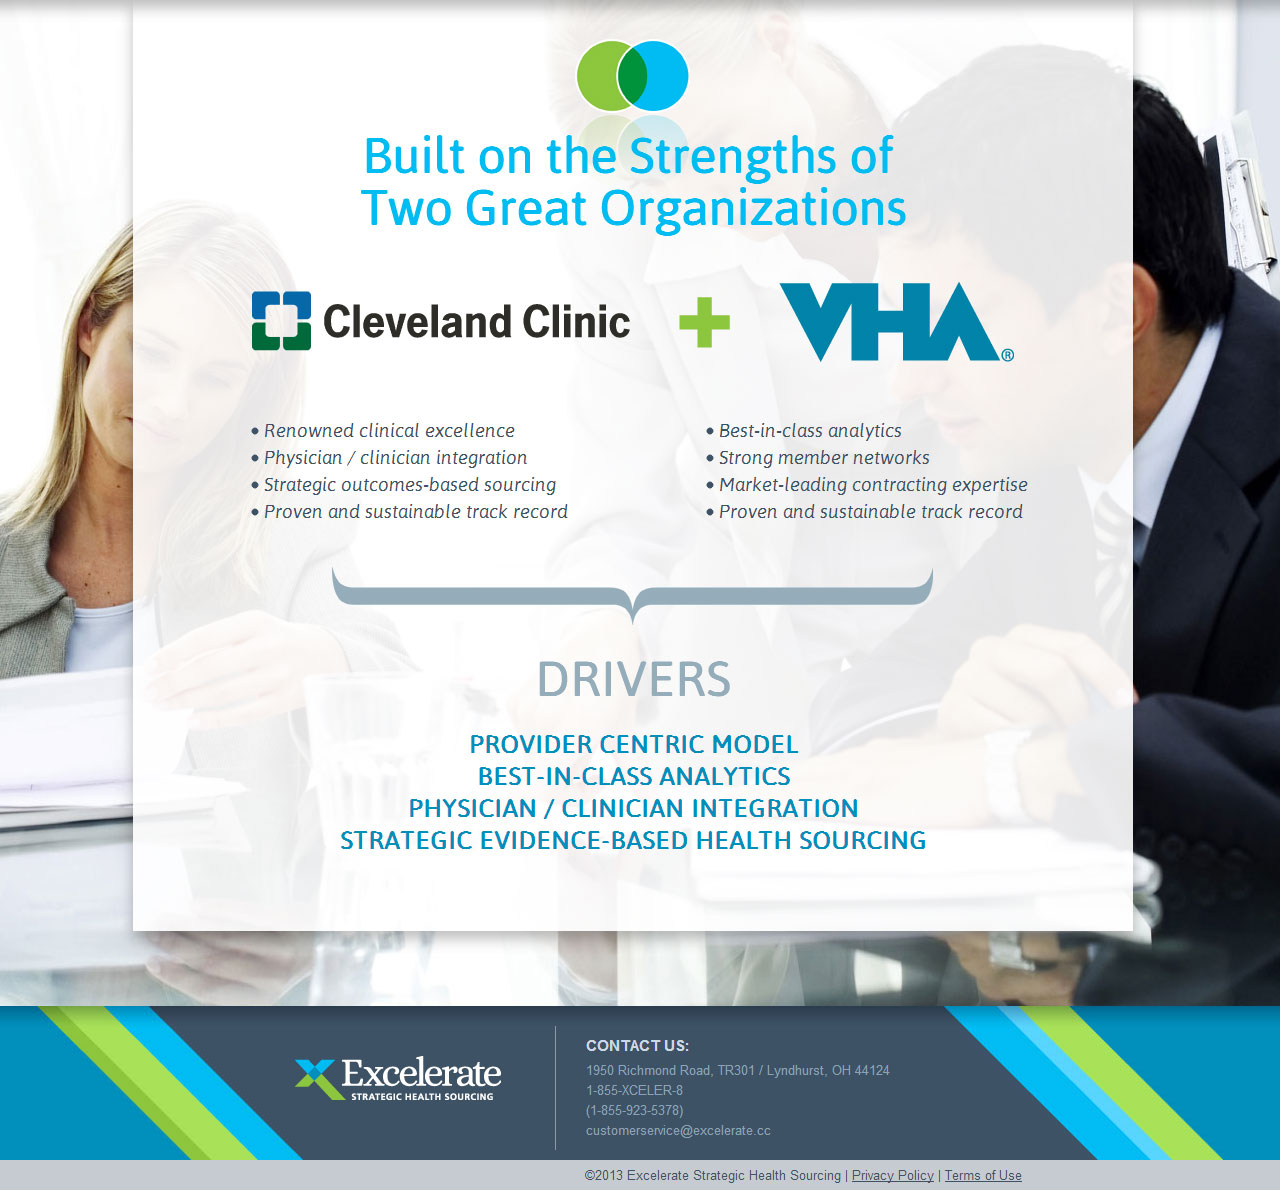 Built on the Strengths of
Two Great Organizations
Cleveland Clinic + VHA®
• Renowned clinical excellence
• Physician / clinician integration
• Strategic outcomes-based sourcing
• Proven and sustainable track record
• Best-in-class analytics
• Strong member networks
• Market-leading contracting expertise
• Proven and sustainable track record
DRIVERS
PROVIDER CENTRIC MODEL
BEST-IN-CLASS ANALYTICS
PHYSICIAN / CLINICIAN INTEGRATION
STRATEGIC EVIDENCE-BASED HEALTH SOURCING
Excelerate
STRATEGIC HEALTH SOURCING
CONTACT US:
1950 Richmond Road, TR301 / Lyndhurst, OH 44124
1-855-XCELER-8
(1-855-923-5378)
customerservice@excelerate.cc
©2013 Excelerate Strategic Health Sourcing | Privacy Policy | Terms of Use